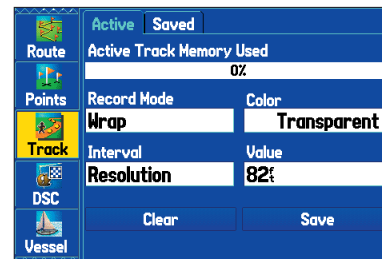 Active Saved
Route
Active Track Memory Used
0%
Points
Record Mode Color
Wrap Transparent
Track
Interval Value
Resolution 82ft
DSC
Clear Save
Vessel